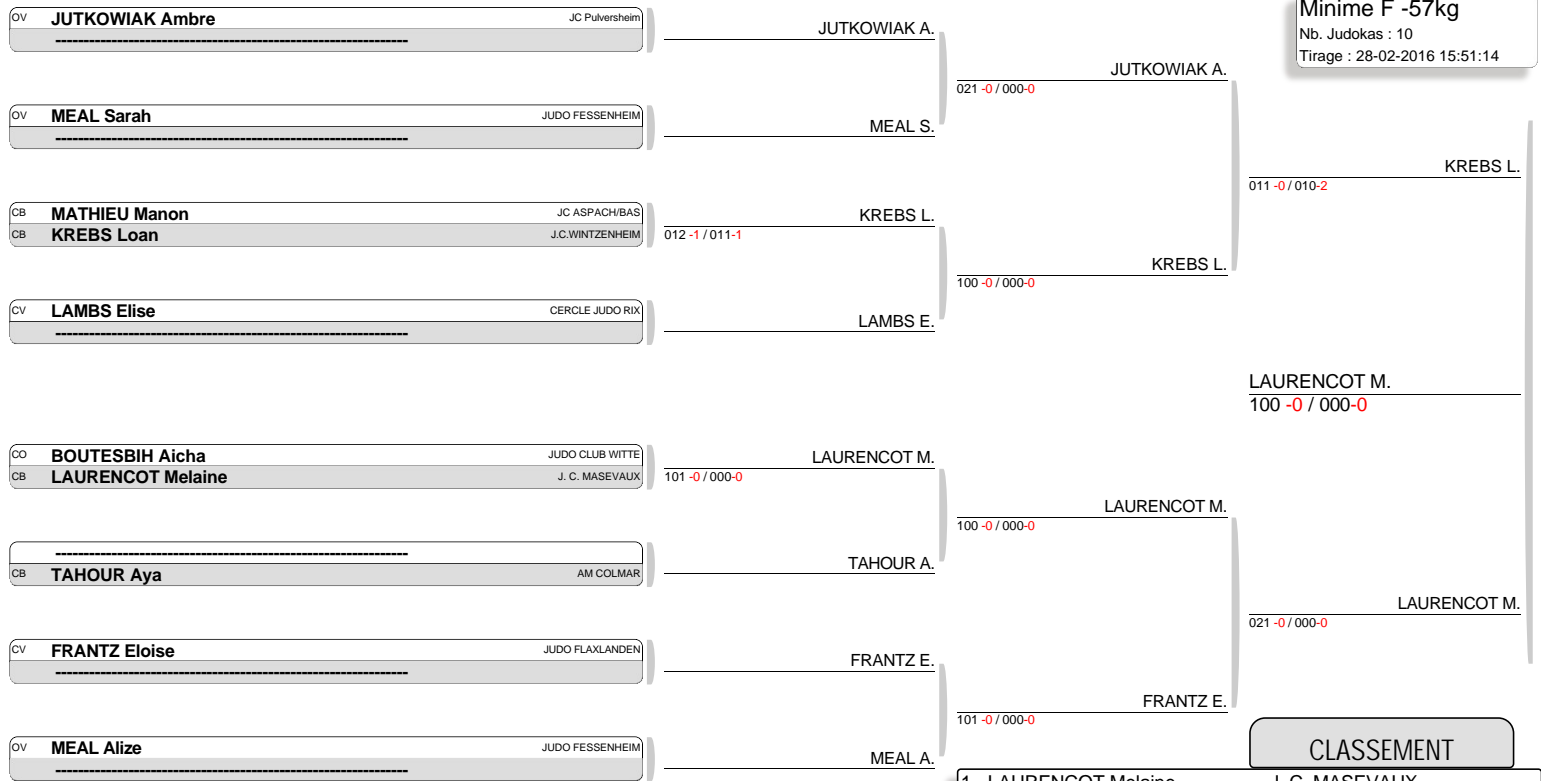 Minime F -57kg
Nb. Judokas : 10
Tirage : 28-02-2016 15:51:14
OV JUTKOWIAK Ambre JC Pulversheim
----------------------------------------------------------------
OV MEAL Sarah JUDO FESSENHEIM
----------------------------------------------------------------
CB MATHIEU Manon JC ASPACH/BAS
CB KREBS Loan J.C.WINTZENHEIM
CV LAMBS Elise CERCLE JUDO RIX
----------------------------------------------------------------
CO BOUTESBIH Aicha JUDO CLUB WITTE
CB LAURENCOT Melaine J. C. MASEVAUX
----------------------------------------------------------------
CB TAHOUR Aya AM COLMAR
CV FRANTZ Eloise JUDO FLAXLANDEN
----------------------------------------------------------------
OV MEAL Alize JUDO FESSENHEIM
----------------------------------------------------------------
JUTKOWIAK A.
MEAL S.
KREBS L.
012 -1 / 011-1
LAMBS E.
LAURENCOT M.
101 -0 / 000-0
TAHOUR A.
FRANTZ E.
MEAL A.
JUTKOWIAK A.
021 -0 / 000-0
KREBS L.
100 -0 / 000-0
LAURENCOT M.
100 -0 / 000-0
FRANTZ E.
101 -0 / 000-0
KREBS L.
011 -0 / 010-2
LAURENCOT M.
021 -0 / 000-0
LAURENCOT M.
100 -0 / 000-0
CLASSEMENT
1 LAURENCOT Melaine J. C. MASEVAUX